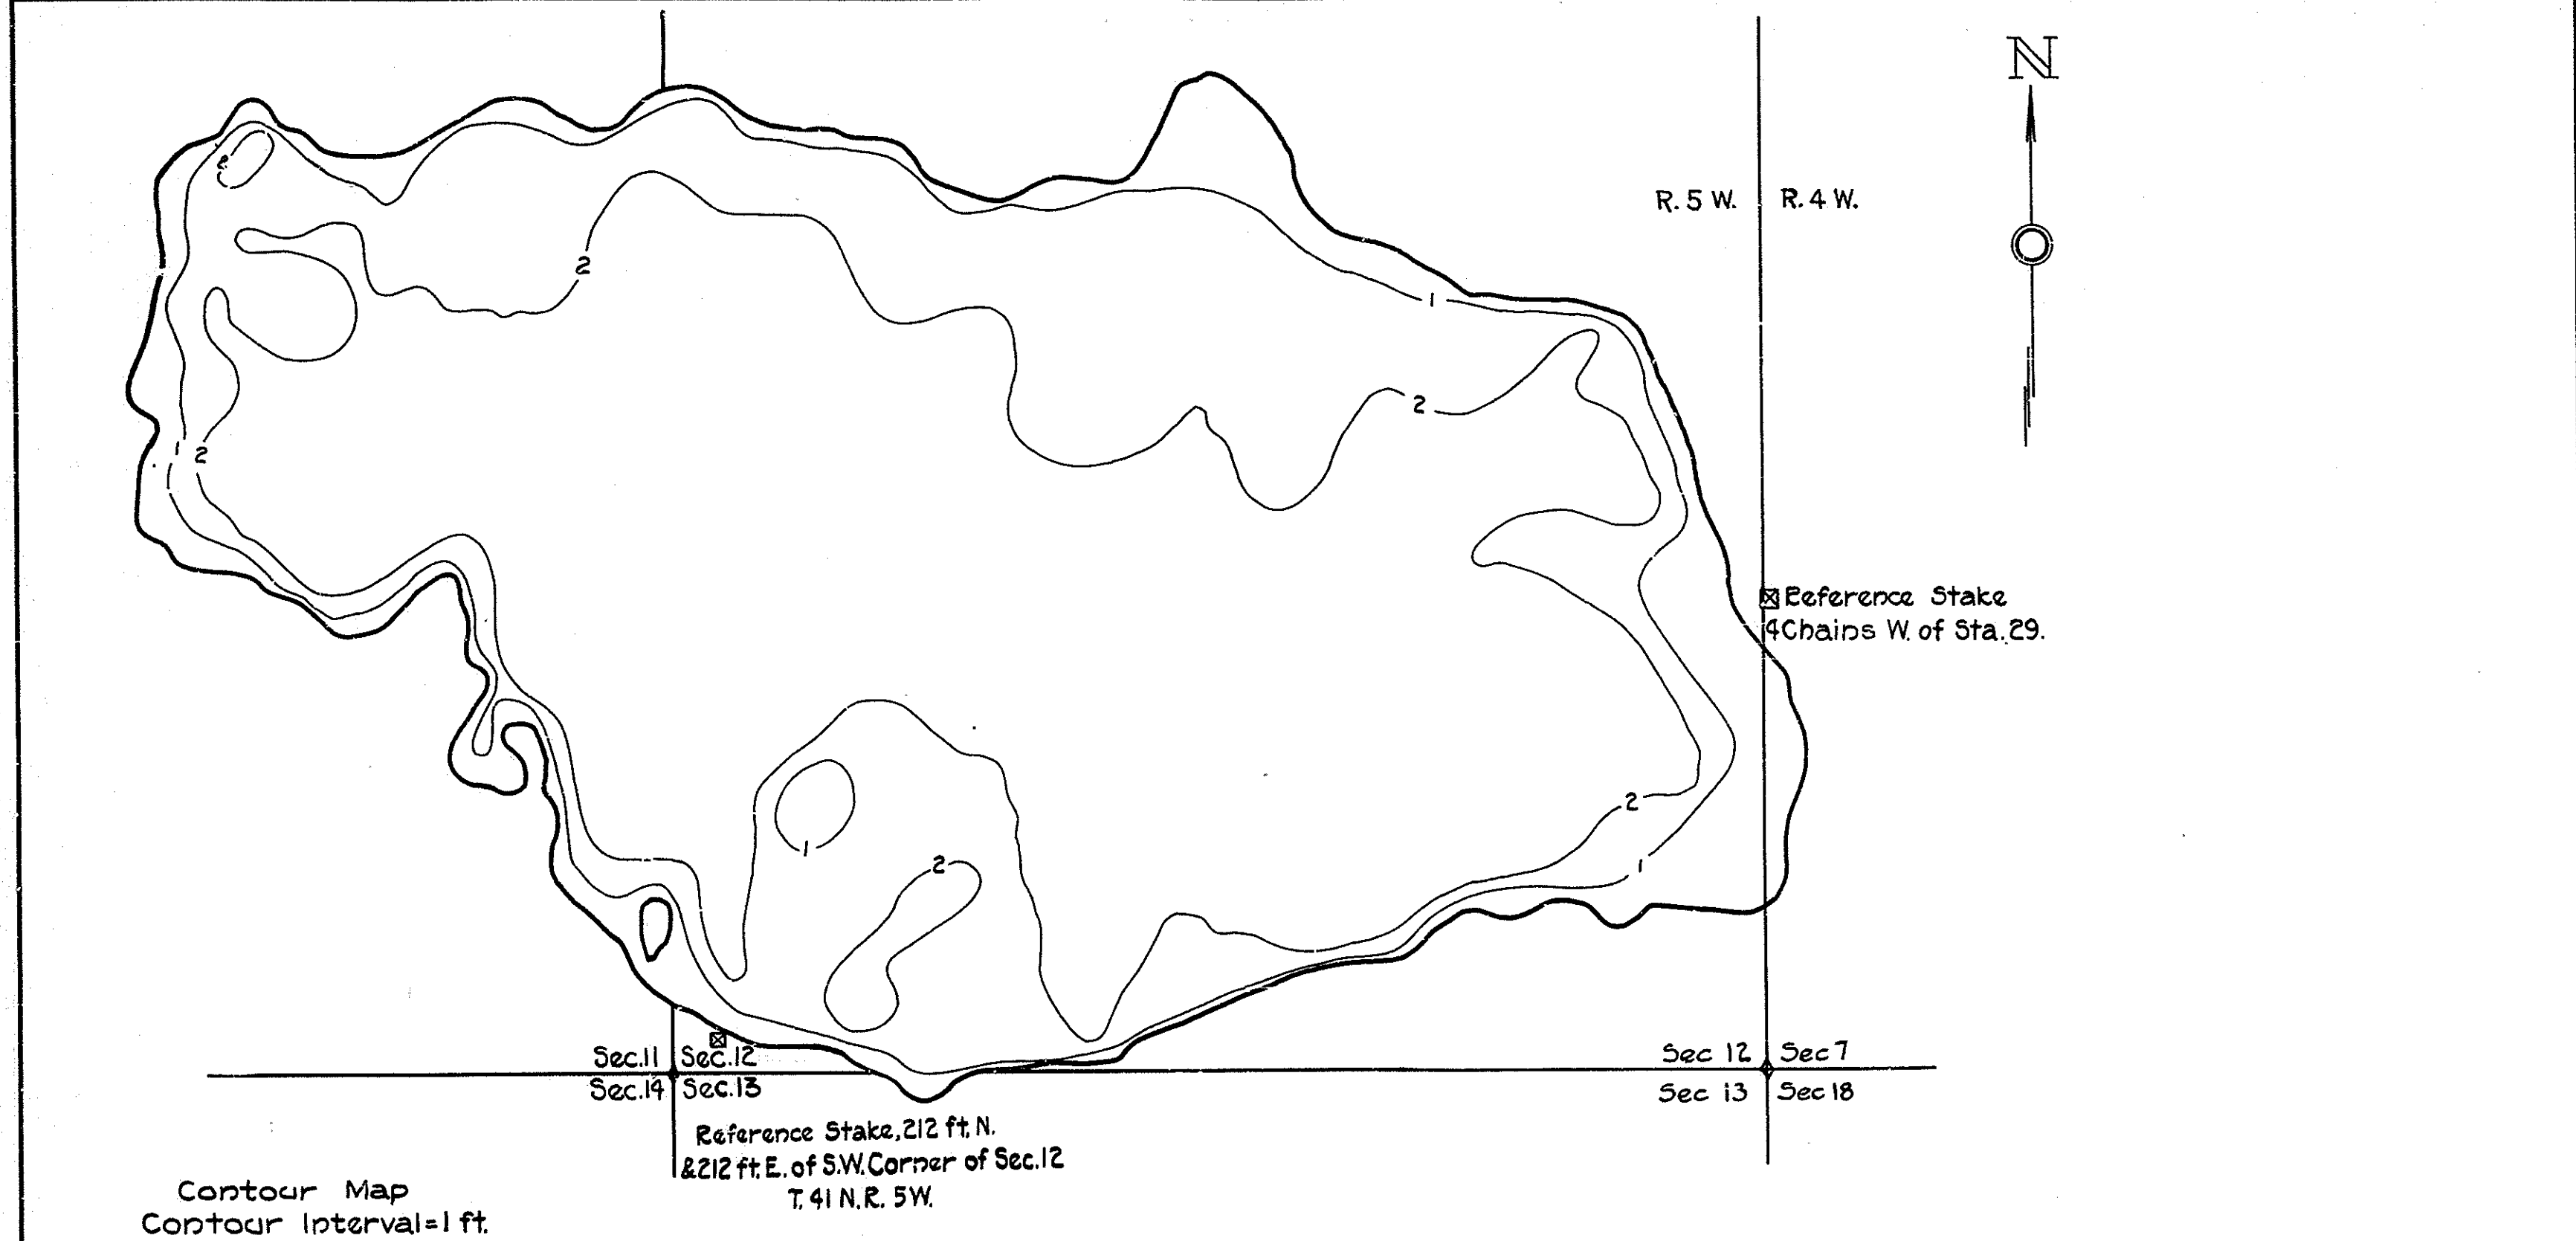 N
R. 5 W. R. 4 W.
2
2
1
2
1
2
Reference Stake
4 Chains W. of Sta. 29.
2
1
2
1
Sec. 11 Sec. 12
Sec. 14 Sec. 13
Sec 12 Sec 7
Sec 13 Sec 18
Reference Stake, 212 ft. N.
& 212 ft. E. of S.W. Corner of Sec. 12
T. 41 N. R. 5 W.
Contour Map
Contour Interval = 1 ft.